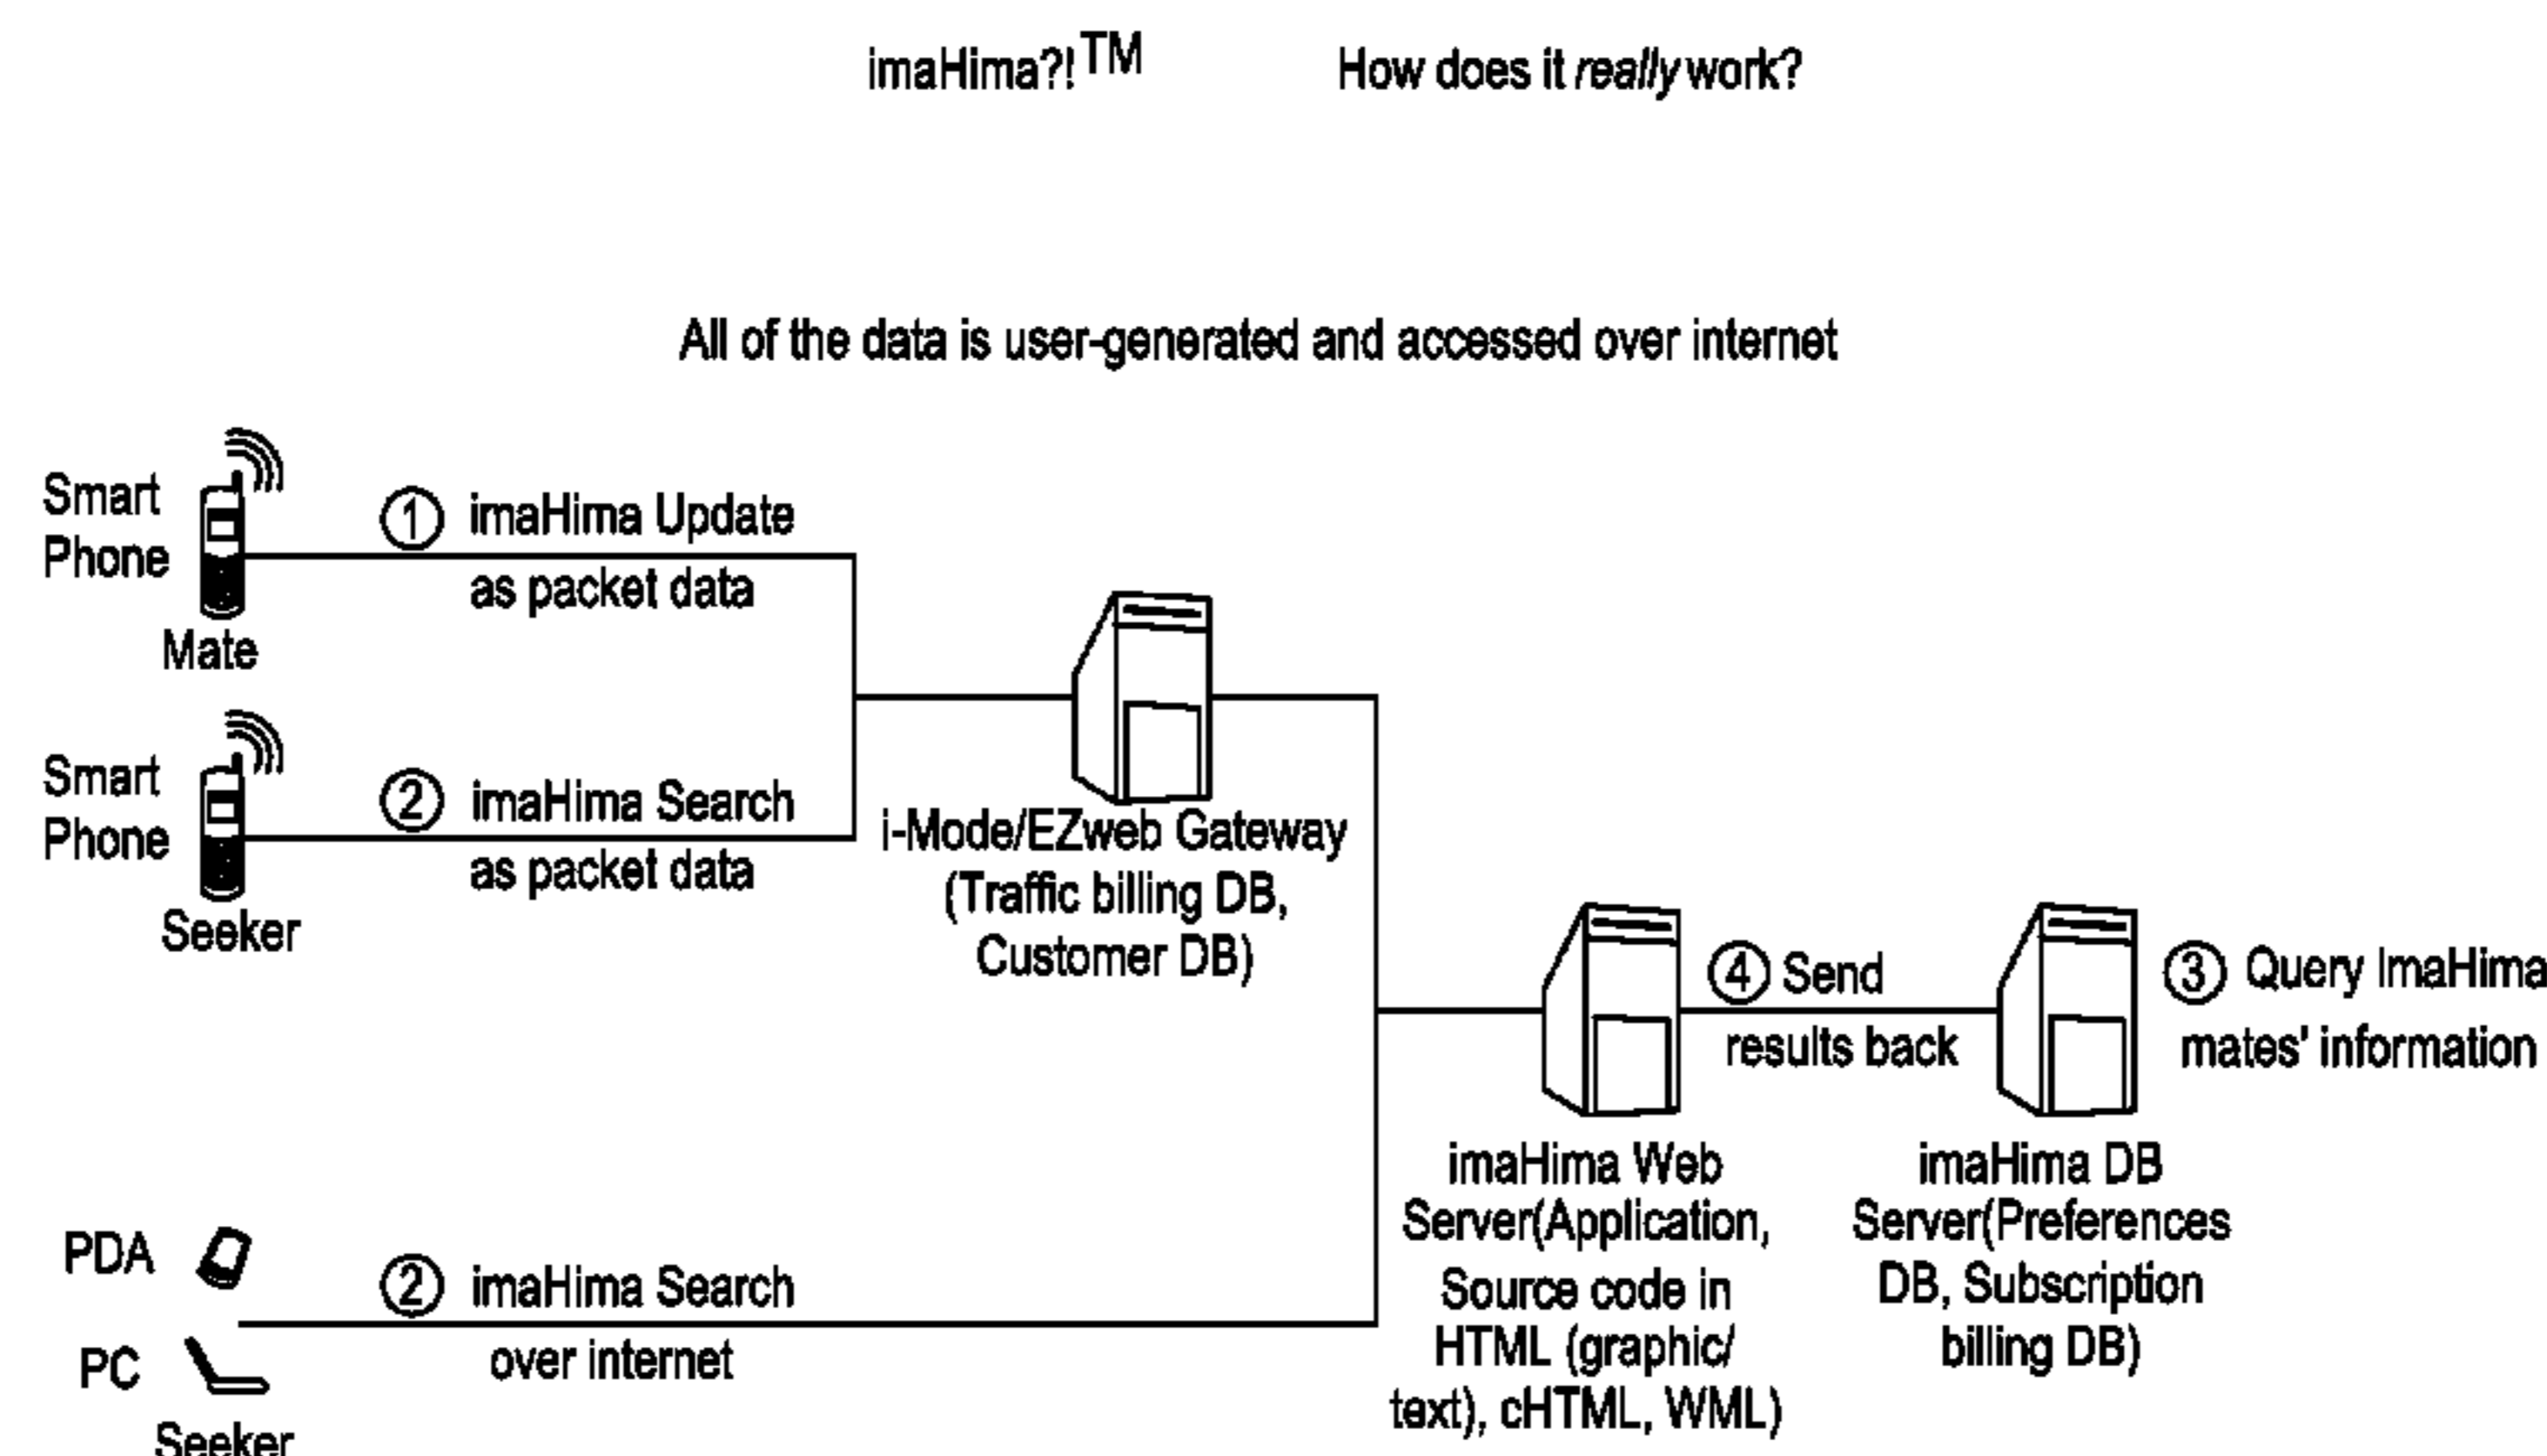 imaHima?!TM How does it really work?
All of the data is user-generated and accessed over internet
Smart
Phone
Mate
① imaHima Update
as packet data
Smart
Phone
Seeker
② imaHima Search
as packet data
i-Mode/EZweb Gateway
(Traffic billing DB,
Customer DB)
④ Send
results back
③ Query ImaHima
mates' information
imaHima Web
Server(Application,
Source code in
HTML (graphic/
text), cHTML, WML)
imaHima DB
Server(Preferences
DB, Subscription
billing DB)
PDA
PC
Seeker
② imaHima Search
over internet